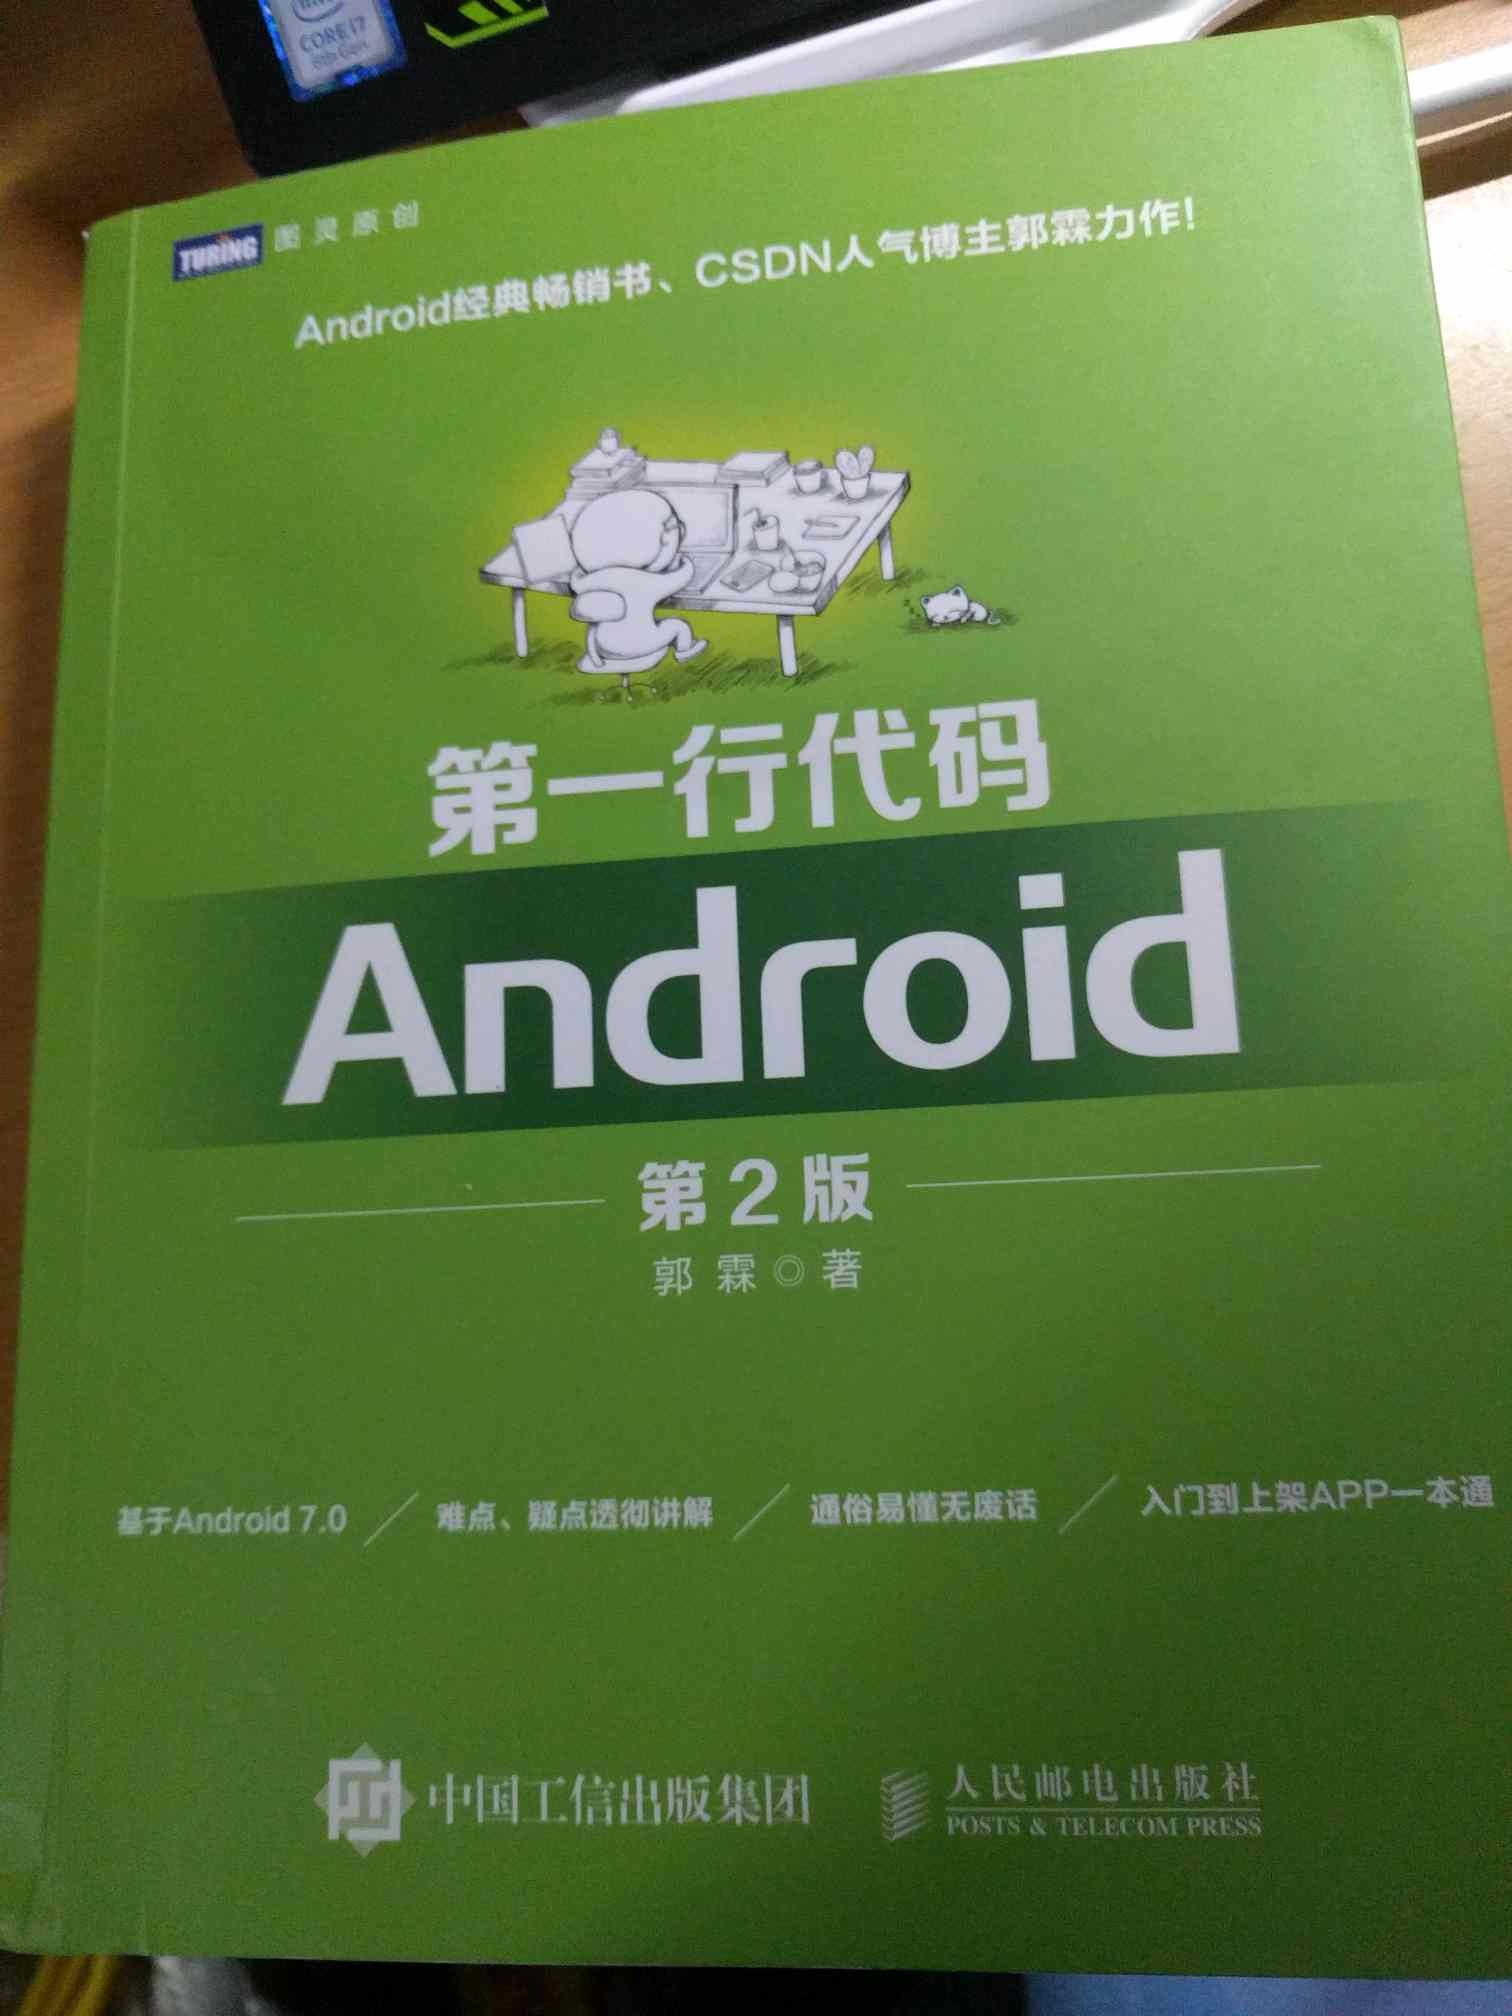 CORE i7
8th Gen
TURING 图灵原创
Android经典畅销书、CSDN人气博主郭霖力作!
第一行代码
Android
第2版
郭 霖 ◎ 著
基于Android 7.0 / 难点、疑点透彻讲解 / 通俗易懂无废话 / 入门到上架APP一本通
中国工信出版集团
人民邮电出版社
POSTS & TELECOM PRESS